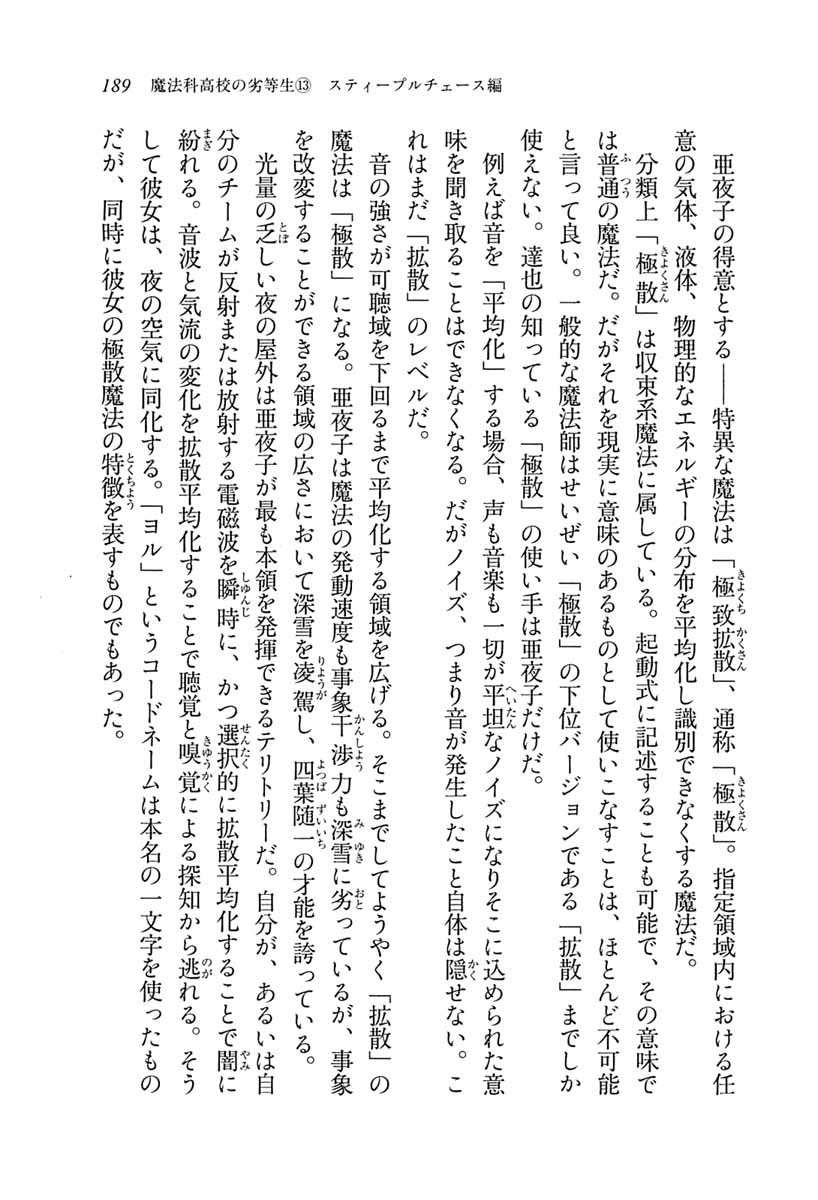 189　魔法科高校の劣等生⑬　スティープルチェース編
　亜夜子の得意とする――特異な魔法は「極致拡散」、通称「極散」。指定領域内における任
意の気体、液体、物理的なエネルギーの分布を平均化し識別できなくする魔法だ。
　分類上「極散」は収束系魔法に属している。起動式に記述することも可能で、その意味で
は普通の魔法だ。だがそれを現実に意味のあるものとして使いこなすことは、ほとんど不可能
と言って良い。一般的な魔法師はせいぜい「極散」の下位バージョンである「拡散」までしか
使えない。達也の知っている「極散」の使い手は亜夜子だけだ。
　例えば音を「平均化」する場合、声も音楽も一切が平坦なノイズになりそこに込められた意
味を聞き取ることはできなくなる。だがノイズ、つまり音が発生したこと自体は隠せない。こ
れはまだ「拡散」のレベルだ。
　音の強さが可聴域を下回るまで平均化する領域を広げる。そこまでしてようやく「拡散」の
魔法は「極散」になる。亜夜子は魔法の発動速度も事象干渉力も深雪に劣っているが、事象
を改変することができる領域の広さにおいて深雪を凌駕し、四葉随一の才能を誇っている。
　光量の乏しい夜の屋外は亜夜子が最も本領を発揮できるテリトリーだ。自分が、あるいは自
分のチームが反射または放射する電磁波を瞬時に、かつ選択的に拡散平均化することで闇に
紛れる。音波と気流の変化を拡散平均化することで聴覚と嗅覚による探知から逃れる。そう
して彼女は、夜の空気に同化する。「ヨル」というコードネームは本名の一文字を使ったもの
だが、同時に彼女の極散魔法の特徴を表すものでもあった。